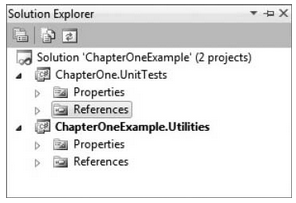 Solution Explorer
Solution 'ChapterOneExample' (2 projects)
ChapterOne.UnitTests
Properties
References
ChapterOneExample.Utilities
Properties
References